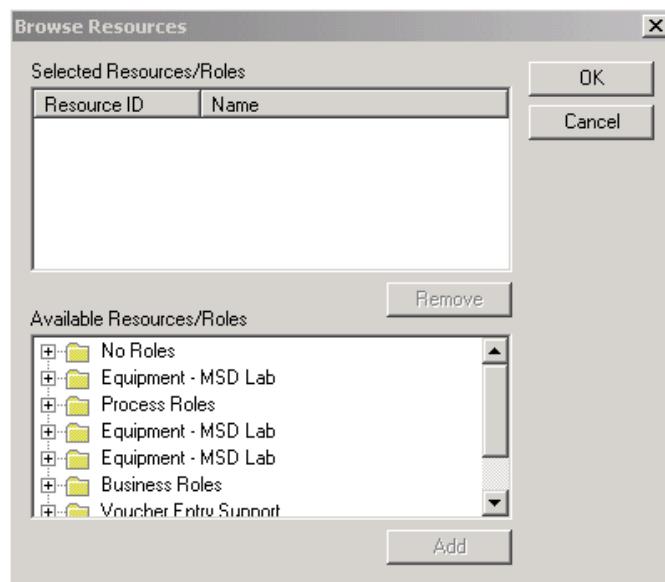 Browse Resources
Selected Resources/Roles
OK
Resource ID Name
Cancel
Remove
Available Resources/Roles
No Roles
Equipment - MSD Lab
Process Roles
Equipment - MSD Lab
Equipment - MSD Lab
Business Roles
Voucher Entry Support
Add